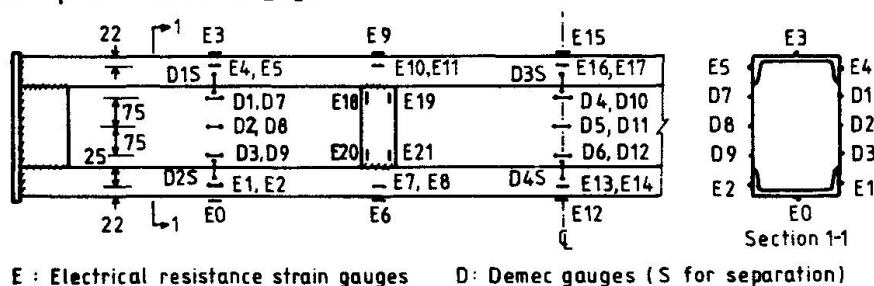 22
1
E3
E9
E15
D1S
E4, E5
E10,E11
D3S
E16,E17
75
D1,D7
E18
E19
D4,D10
D2,D8
D5,D11
75
25
D3,D9
E20
E21
D6,D12
D2S
E1, E2
E7, E8
D4S
E13,E14
22
1
E0
E6
E12
℄
E3
E5
E4
D7
D1
D8
D2
D9
D3
E2
E1
E0
Section 1-1
E : Electrical resistance strain gauges D: Demec gauges (S for separation)